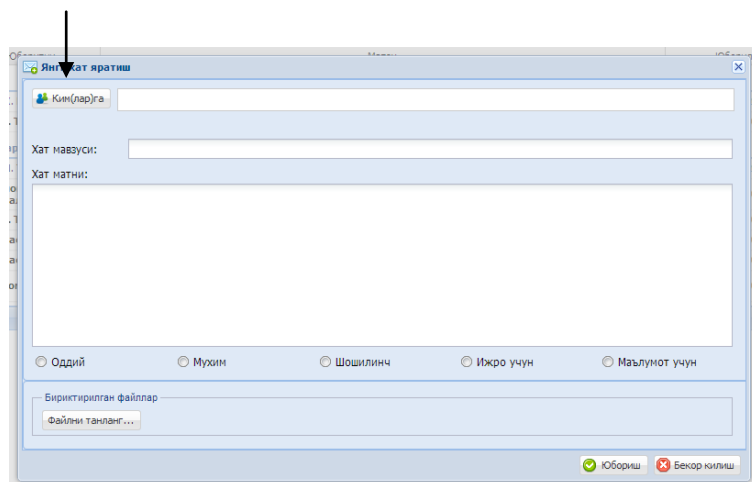 Янги хат яратиш
Ким(лар)га
Хат мавзуси:
Хат матни:
Оддий Мухим Шошилинч Ижро учун Маълумот учун
Бириктирилган файллар
Файлни танланг...
Юбориш Бекор килиш